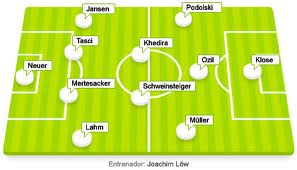 Jansen
Podolski
Tasci
Khedira
Neuer
Ozil
Klose
Mertesacker
Schweinsteiger
Lahm
Müller
Entrenador: Joachim Löw